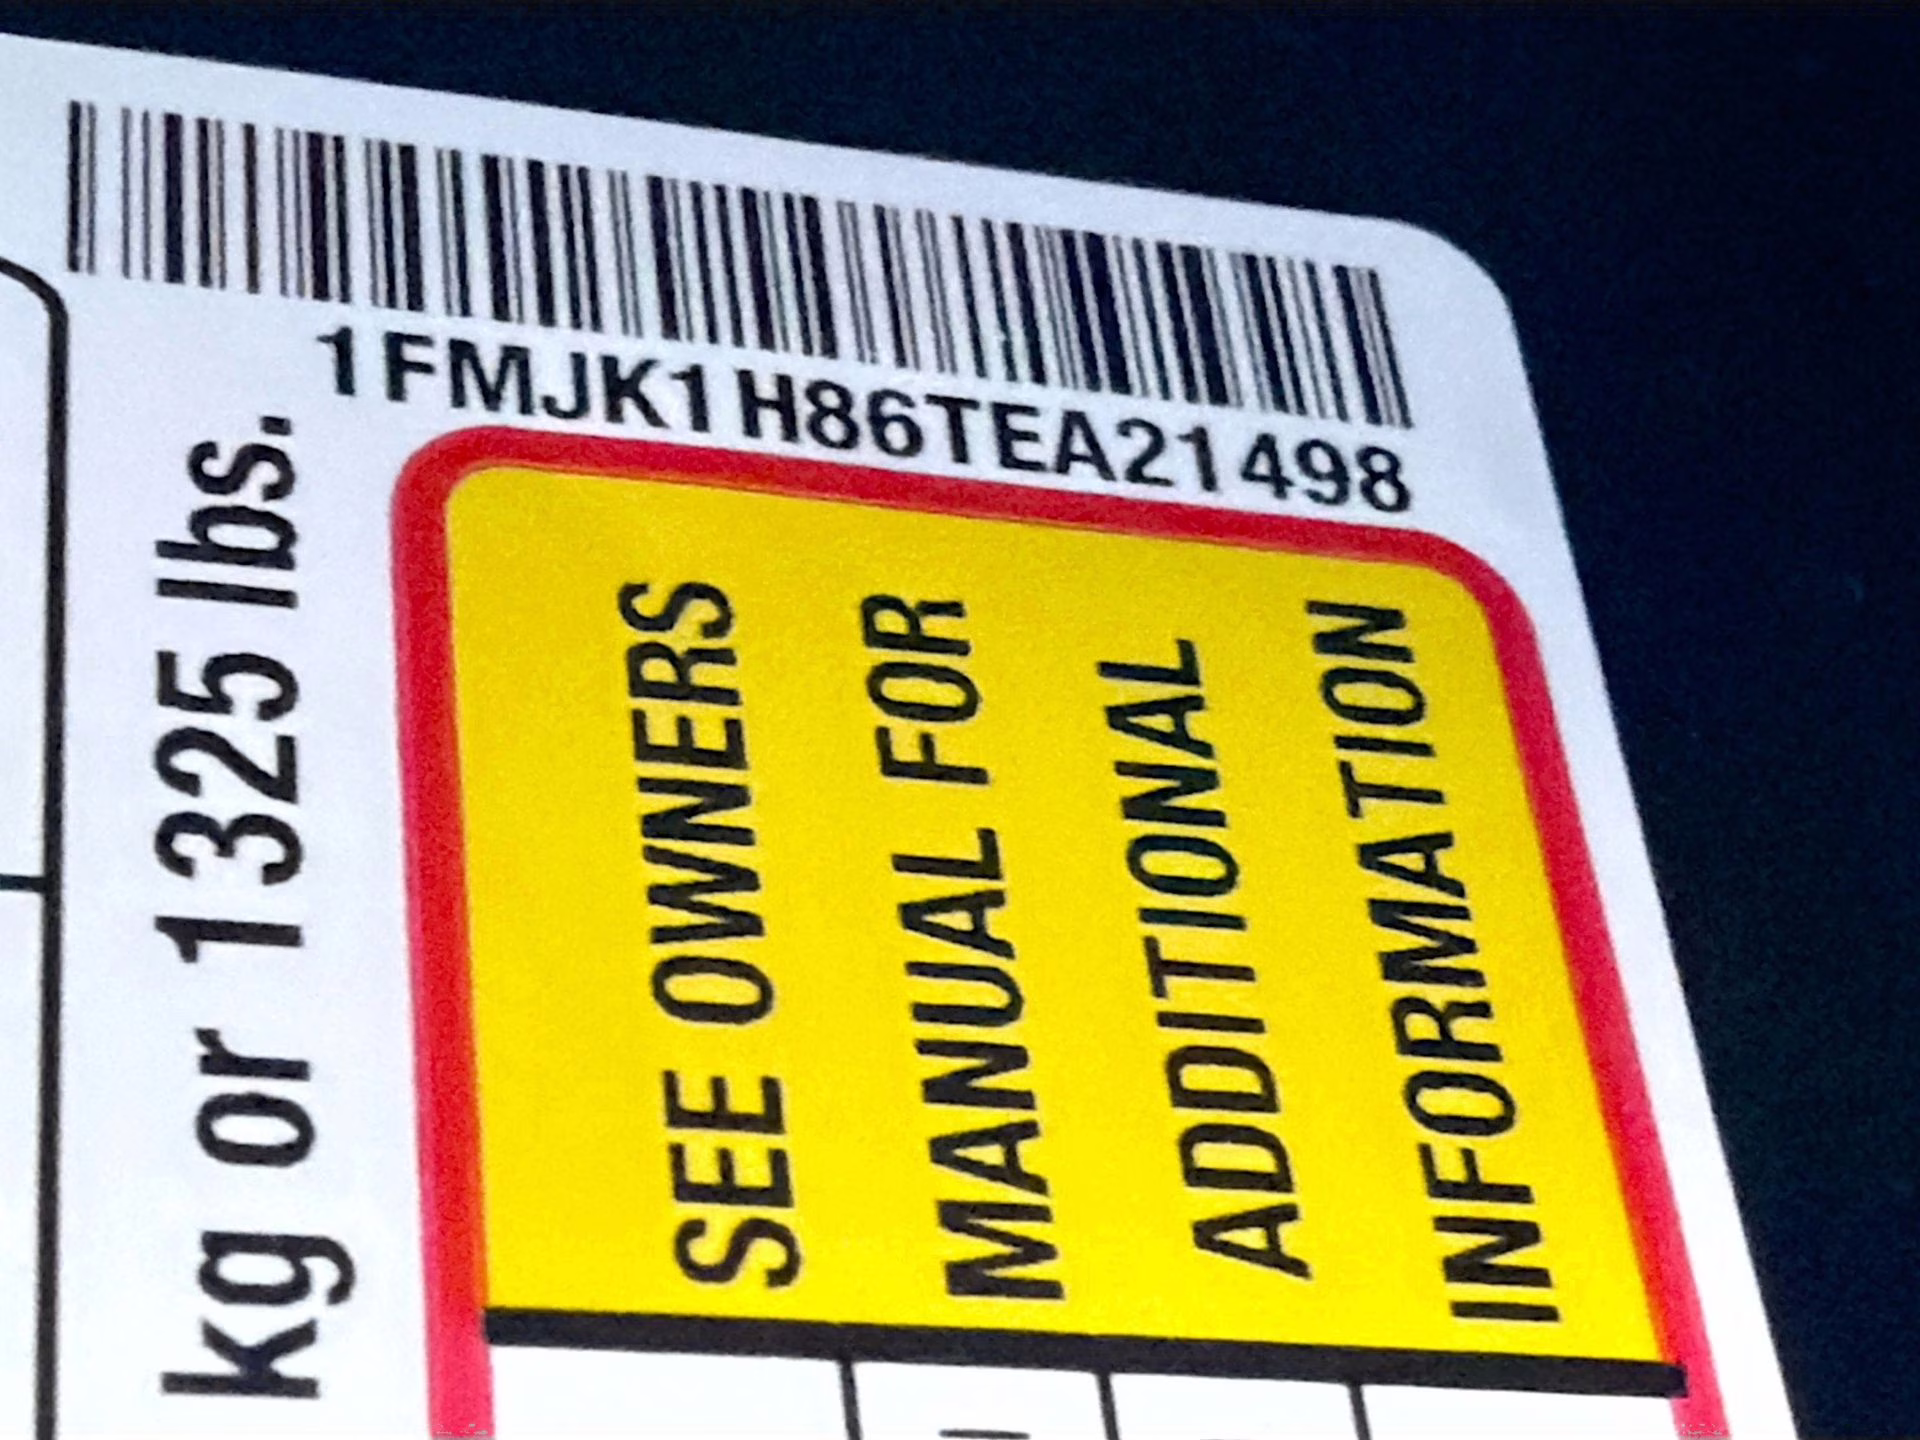 1FMJK1H86TEA21498
kg or 1325 lbs.
SEE OWNERS
MANUAL FOR
ADDITIONAL
INFORMATION